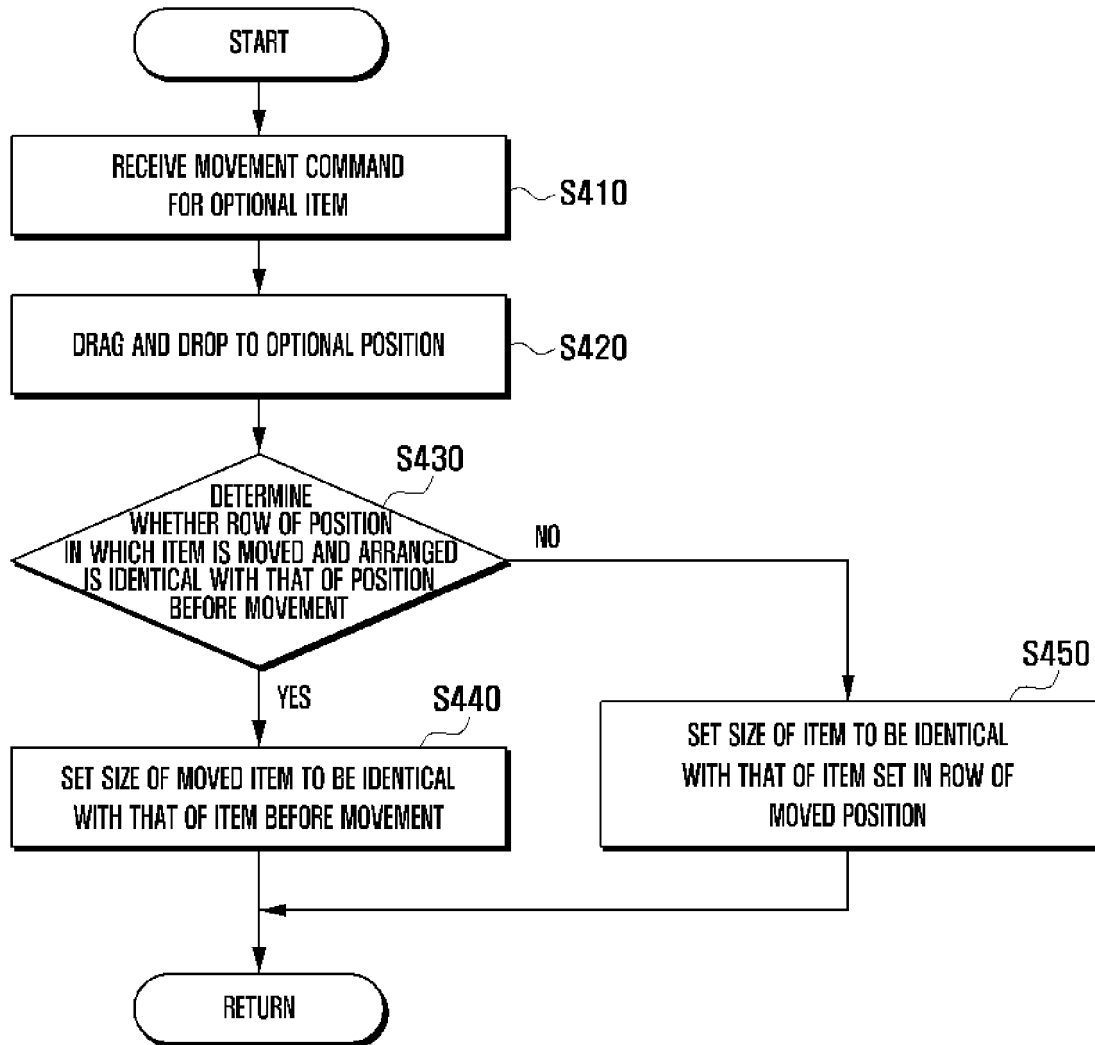 START
RECEIVE MOVEMENT COMMAND
FOR OPTIONAL ITEM
S410
DRAG AND DROP TO OPTIONAL POSITION
S420
S430
DETERMINE
WHETHER ROW OF POSITION
IN WHICH ITEM IS MOVED AND ARRANGED
IS IDENTICAL WITH THAT OF POSITION
BEFORE MOVEMENT
NO
YES
S440
SET SIZE OF MOVED ITEM TO BE IDENTICAL
WITH THAT OF ITEM BEFORE MOVEMENT
S450
SET SIZE OF ITEM TO BE IDENTICAL
WITH THAT OF ITEM SET IN ROW OF
MOVED POSITION
RETURN